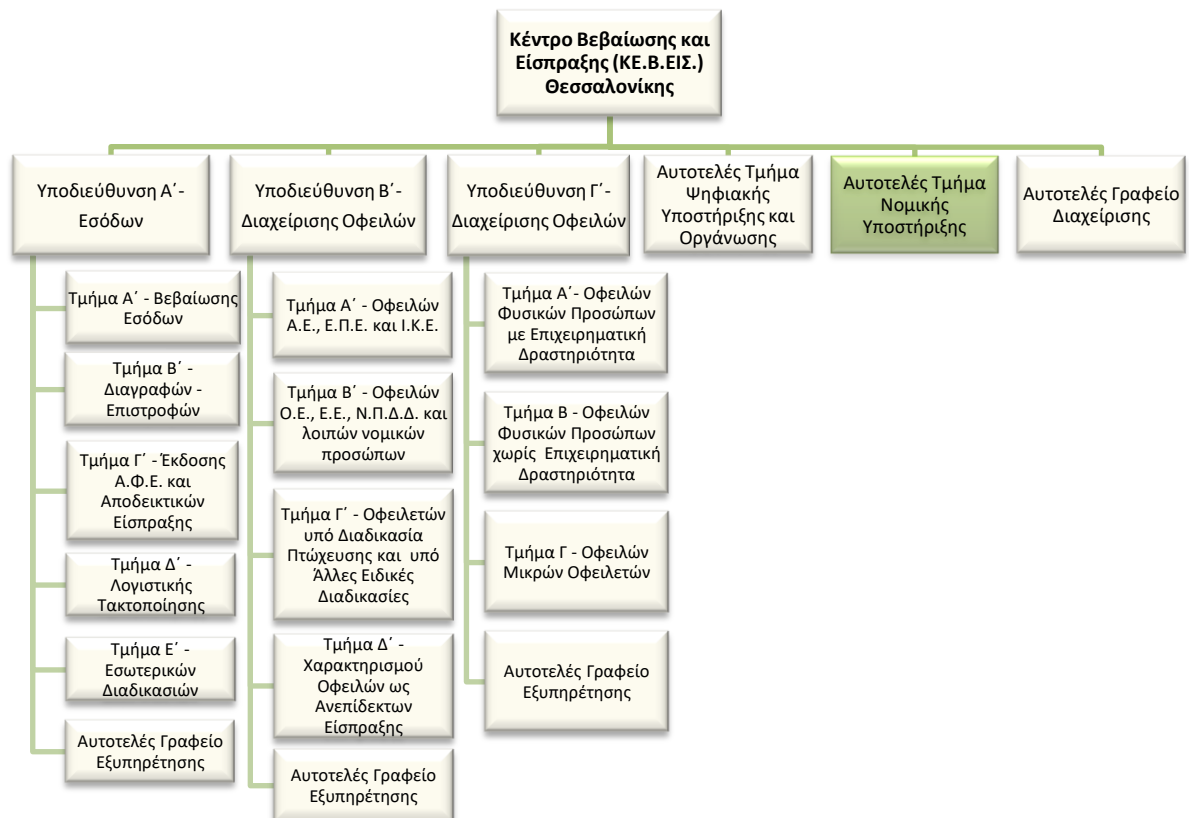 Κέντρο Βεβαίωσης και
Είσπραξης (ΚΕ.Β.ΕΙΣ.)
Θεσσαλονίκης
Υποδιεύθυνση Α΄-
Εσόδων
Υποδιεύθυνση Β΄-
Διαχείρισης Οφειλών
Υποδιεύθυνση Γ΄-
Διαχείρισης Οφειλών
Αυτοτελές Τμήμα
Ψηφιακής
Υποστήριξης και
Οργάνωσης
Αυτοτελές Τμήμα
Νομικής
Υποστήριξης
Αυτοτελές Γραφείο
Διαχείρισης
Τμήμα Α΄ - Βεβαίωσης
Εσόδων
Τμήμα Β΄ -
Διαγραφών -
Επιστροφών
Τμήμα Γ΄ - Έκδοσης
Α.Φ.Ε. και
Αποδεικτικών
Είσπραξης
Τμήμα Δ΄ -
Λογιστικής
Τακτοποίησης
Τμήμα Ε΄ -
Εσωτερικών
Διαδικασιών
Αυτοτελές Γραφείο
Εξυπηρέτησης
Τμήμα Α΄ - Οφειλών
Α.Ε., Ε.Π.Ε. και Ι.Κ.Ε.
Τμήμα Β΄ - Οφειλών
Ο.Ε., Ε.Ε., Ν.Π.Δ.Δ. και
λοιπών νομικών
προσώπων
Τμήμα Γ΄ - Οφειλετών
υπό Διαδικασία
Πτώχευσης και υπό
Άλλες Ειδικές
Διαδικασίες
Τμήμα Δ΄ -
Χαρακτηρισμού
Οφειλών ως
Ανεπίδεκτων
Είσπραξης
Αυτοτελές Γραφείο
Εξυπηρέτησης
Τμήμα Α΄- Οφειλών
Φυσικών Προσώπων
με Επιχειρηματική
Δραστηριότητα
Τμήμα Β - Οφειλών
Φυσικών Προσώπων
χωρίς Επιχειρηματική
Δραστηριότητα
Τμήμα Γ - Οφειλών
Μικρών Οφειλετών
Αυτοτελές Γραφείο
Εξυπηρέτησης